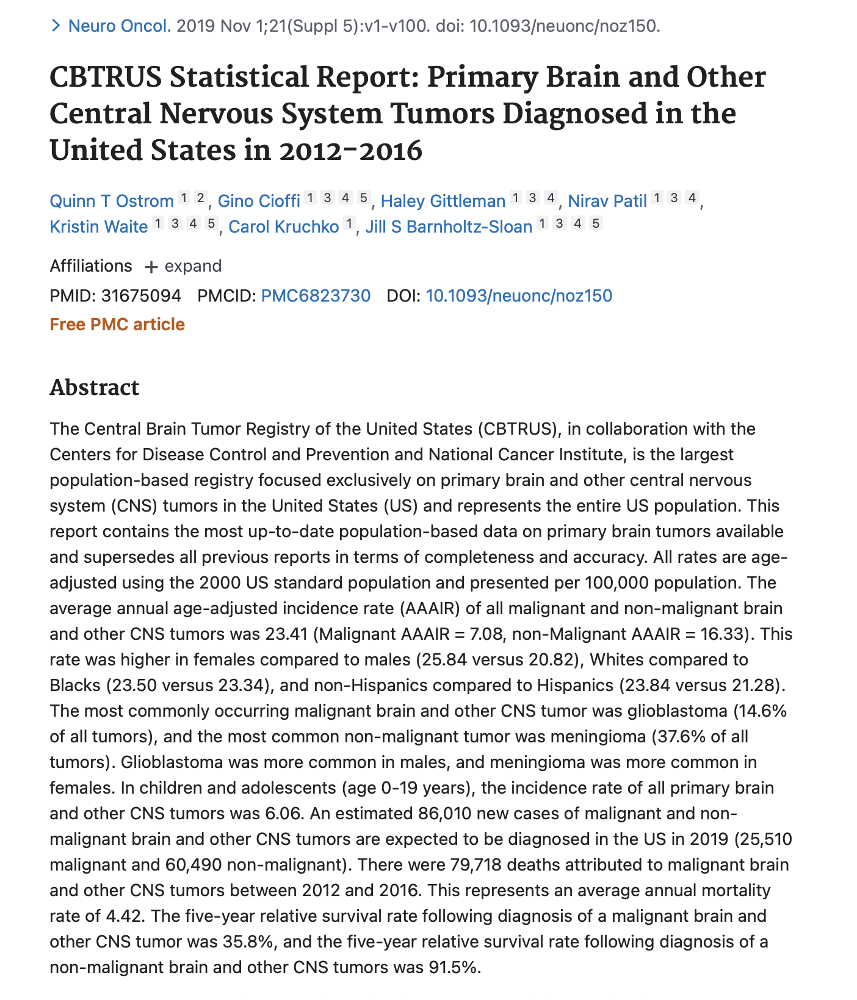 > Neuro Oncol. 2019 Nov 1;21(Suppl 5):v1-v100. doi: 10.1093/neuonc/noz150.
CBTRUS Statistical Report: Primary Brain and Other
Central Nervous System Tumors Diagnosed in the
United States in 2012-2016
Quinn T Ostrom 1 2, Gino Cioffi 1 3 4 5, Haley Gittleman 1 3 4, Nirav Patil 1 3 4,
Kristin Waite 1 3 4 5, Carol Kruchko 1, Jill S Barnholtz-Sloan 1 3 4 5
Affiliations + expand
PMID: 31675094 PMCID: PMC6823730 DOI: 10.1093/neuonc/noz150
Free PMC article
Abstract
The Central Brain Tumor Registry of the United States (CBTRUS), in collaboration with the
Centers for Disease Control and Prevention and National Cancer Institute, is the largest
population-based registry focused exclusively on primary brain and other central nervous
system (CNS) tumors in the United States (US) and represents the entire US population. This
report contains the most up-to-date population-based data on primary brain tumors available
and supersedes all previous reports in terms of completeness and accuracy. All rates are age-
adjusted using the 2000 US standard population and presented per 100,000 population. The
average annual age-adjusted incidence rate (AAAIR) of all malignant and non-malignant brain
and other CNS tumors was 23.41 (Malignant AAAIR = 7.08, non-Malignant AAAIR = 16.33). This
rate was higher in females compared to males (25.84 versus 20.82), Whites compared to
Blacks (23.50 versus 23.34), and non-Hispanics compared to Hispanics (23.84 versus 21.28).
The most commonly occurring malignant brain and other CNS tumor was glioblastoma (14.6%
of all tumors), and the most common non-malignant tumor was meningioma (37.6% of all
tumors). Glioblastoma was more common in males, and meningioma was more common in
females. In children and adolescents (age 0-19 years), the incidence rate of all primary brain
and other CNS tumors was 6.06. An estimated 86,010 new cases of malignant and non-
malignant brain and other CNS tumors are expected to be diagnosed in the US in 2019 (25,510
malignant and 60,490 non-malignant). There were 79,718 deaths attributed to malignant brain
and other CNS tumors between 2012 and 2016. This represents an average annual mortality
rate of 4.42. The five-year relative survival rate following diagnosis of a malignant brain and
other CNS tumor was 35.8%, and the five-year relative survival rate following diagnosis of a
non-malignant brain and other CNS tumors was 91.5%.